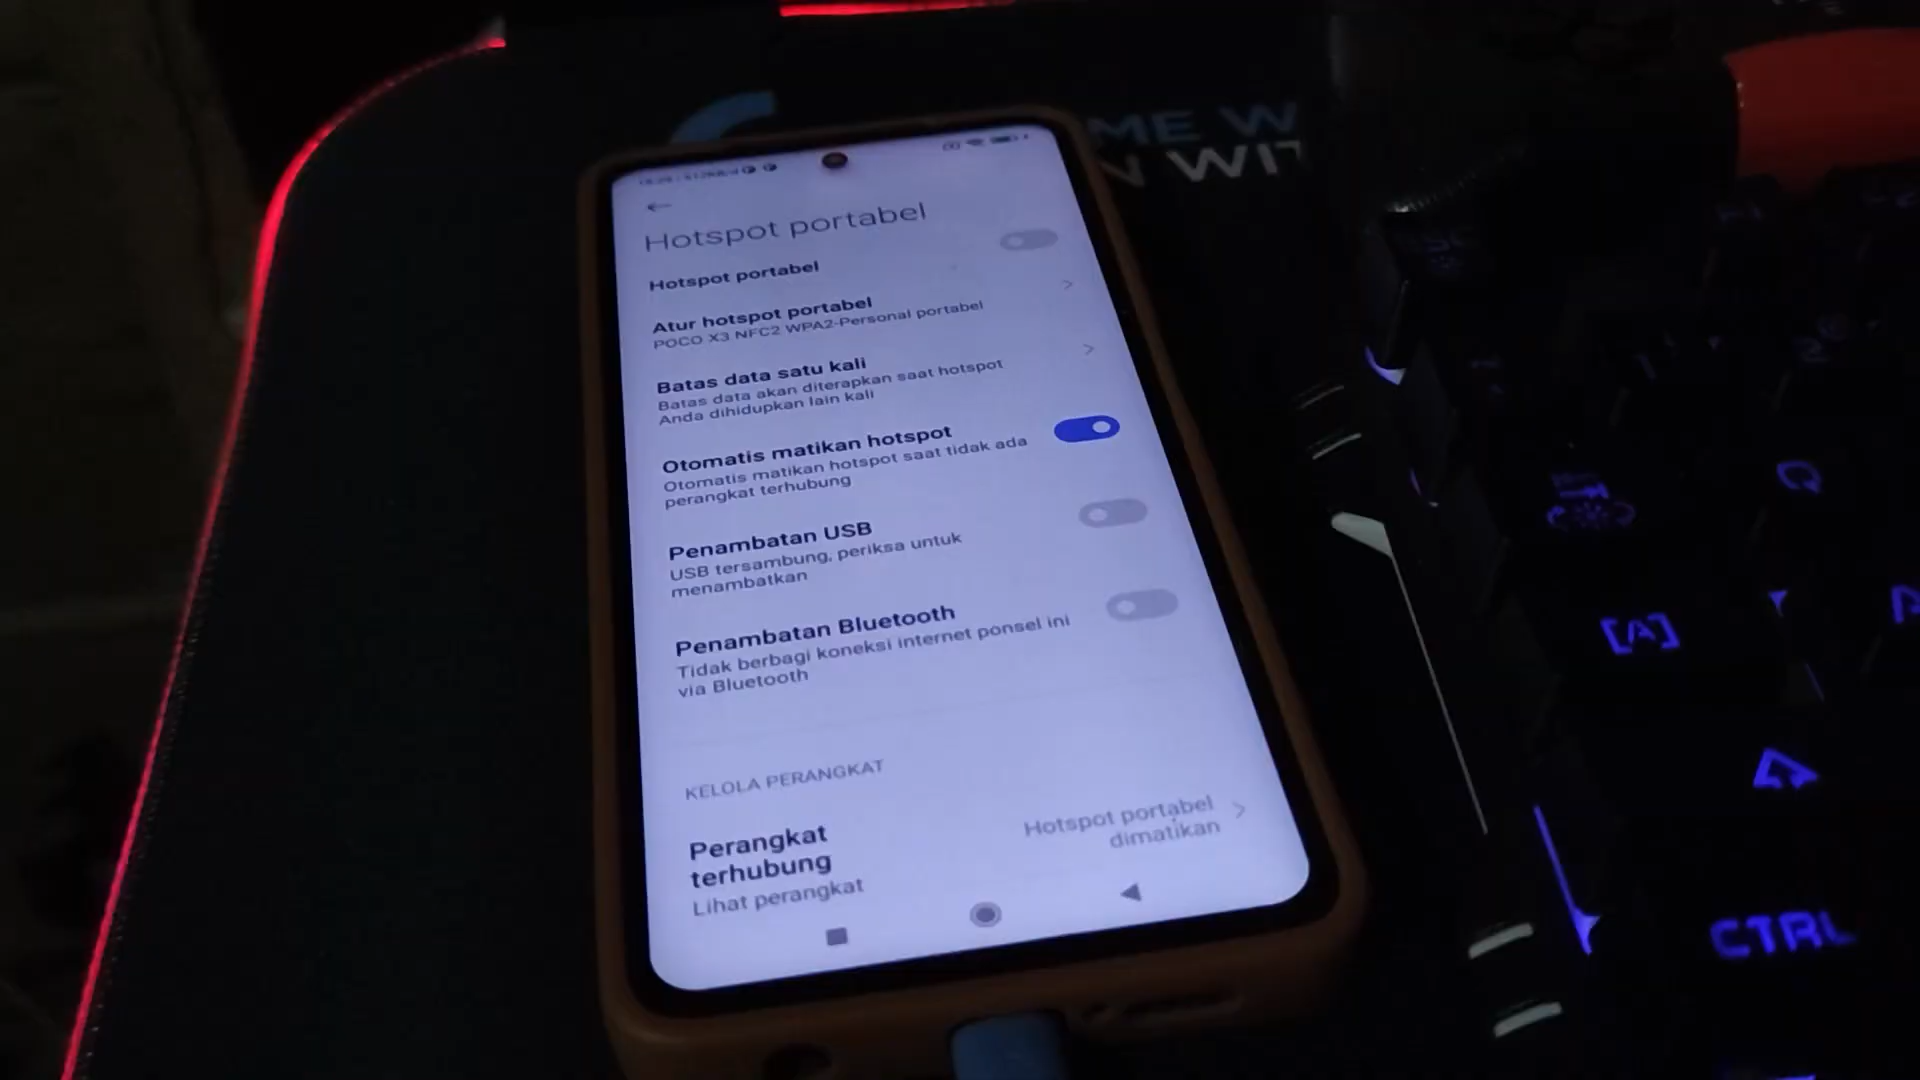 ME W
N WIT
Hotspot portabel
Hotspot portabel
Atur hotspot portabel
POCO X3 NFC2 WPA2-Personal portabel
Batas data satu kali
Batas data akan diterapkan saat hotspot
Anda dihidupkan lain kali
Otomatis matikan hotspot
Otomatis matikan hotspot saat tidak ada
perangkat terhubung
Penambatan USB
USB tersambung, periksa untuk
menambatkan
Penambatan Bluetooth
Tidak berbagi koneksi internet ponsel ini
via Bluetooth
KELOLA PERANGKAT
Perangkat
terhubung
Lihat perangkat
Hotspot portabel
dimatikan
Q
[A]
CTRL